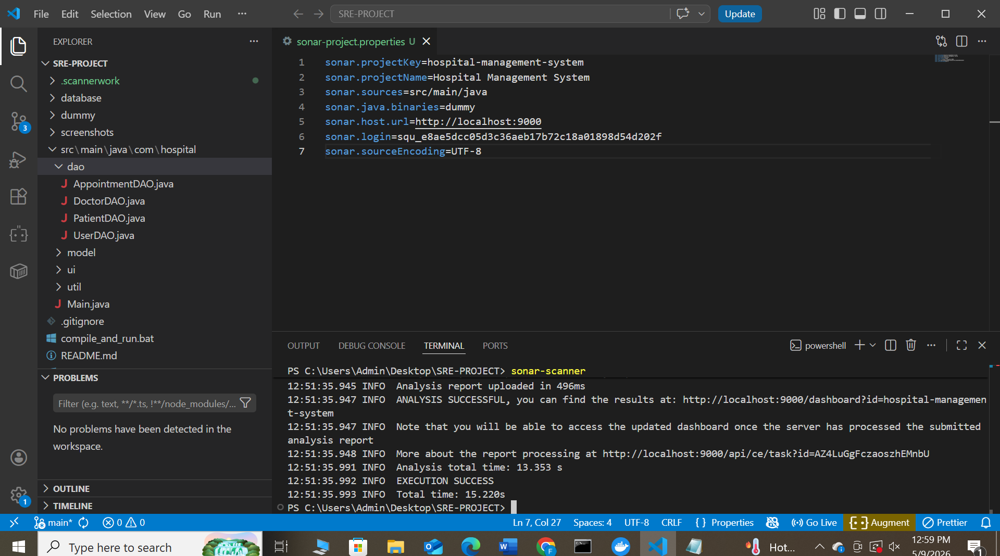 File Edit Selection View Go Run ···
SRE-PROJECT
Update
EXPLORER
SRE-PROJECT
.scannerwork
database
dummy
screenshots
src\main\java\com\hospital
dao
AppointmentDAO.java
DoctorDAO.java
PatientDAO.java
UserDAO.java
model
ui
util
Main.java
.gitignore
compile_and_run.bat
README.md
PROBLEMS
Filter (e.g. text, **/*.ts, !**/node_modules/...
No problems have been detected in the
workspace.
OUTLINE
TIMELINE
3
1
sonar-project.properties U
1 sonar.projectKey=hospital-management-system
2 sonar.projectName=Hospital Management System
3 sonar.sources=src/main/java
4 sonar.java.binaries=dummy
5 sonar.host.url=http://localhost:9000
6 sonar.login=squ_e8ae5dcc05d3c36aeb17b72c18a01898d54d202f
7 sonar.sourceEncoding=UTF-8
OUTPUT DEBUG CONSOLE TERMINAL PORTS
powershell
PS C:\Users\Admin\Desktop\SRE-PROJECT> sonar-scanner
12:51:35.945 INFO  Analysis report uploaded in 496ms
12:51:35.947 INFO  ANALYSIS SUCCESSFUL, you can find the results at: http://localhost:9000/dashboard?id=hospital-managemen
t-system
12:51:35.947 INFO  Note that you will be able to access the updated dashboard once the server has processed the submitted
analysis report
12:51:35.948 INFO  More about the report processing at http://localhost:9000/api/ce/task?id=AZ4LuGgFczaoszhEMnbU
12:51:35.991 INFO  Analysis total time: 13.353 s
12:51:35.992 INFO  EXECUTION SUCCESS
12:51:35.993 INFO  Total time: 15.220s
PS C:\Users\Admin\Desktop\SRE-PROJECT>
main* 0 0
Ln 7, Col 27 Spaces: 4 UTF-8 CRLF { } Properties Go Live Augment Prettier
Type here to search
Hot...
12:59 PM
5/9/2026
1